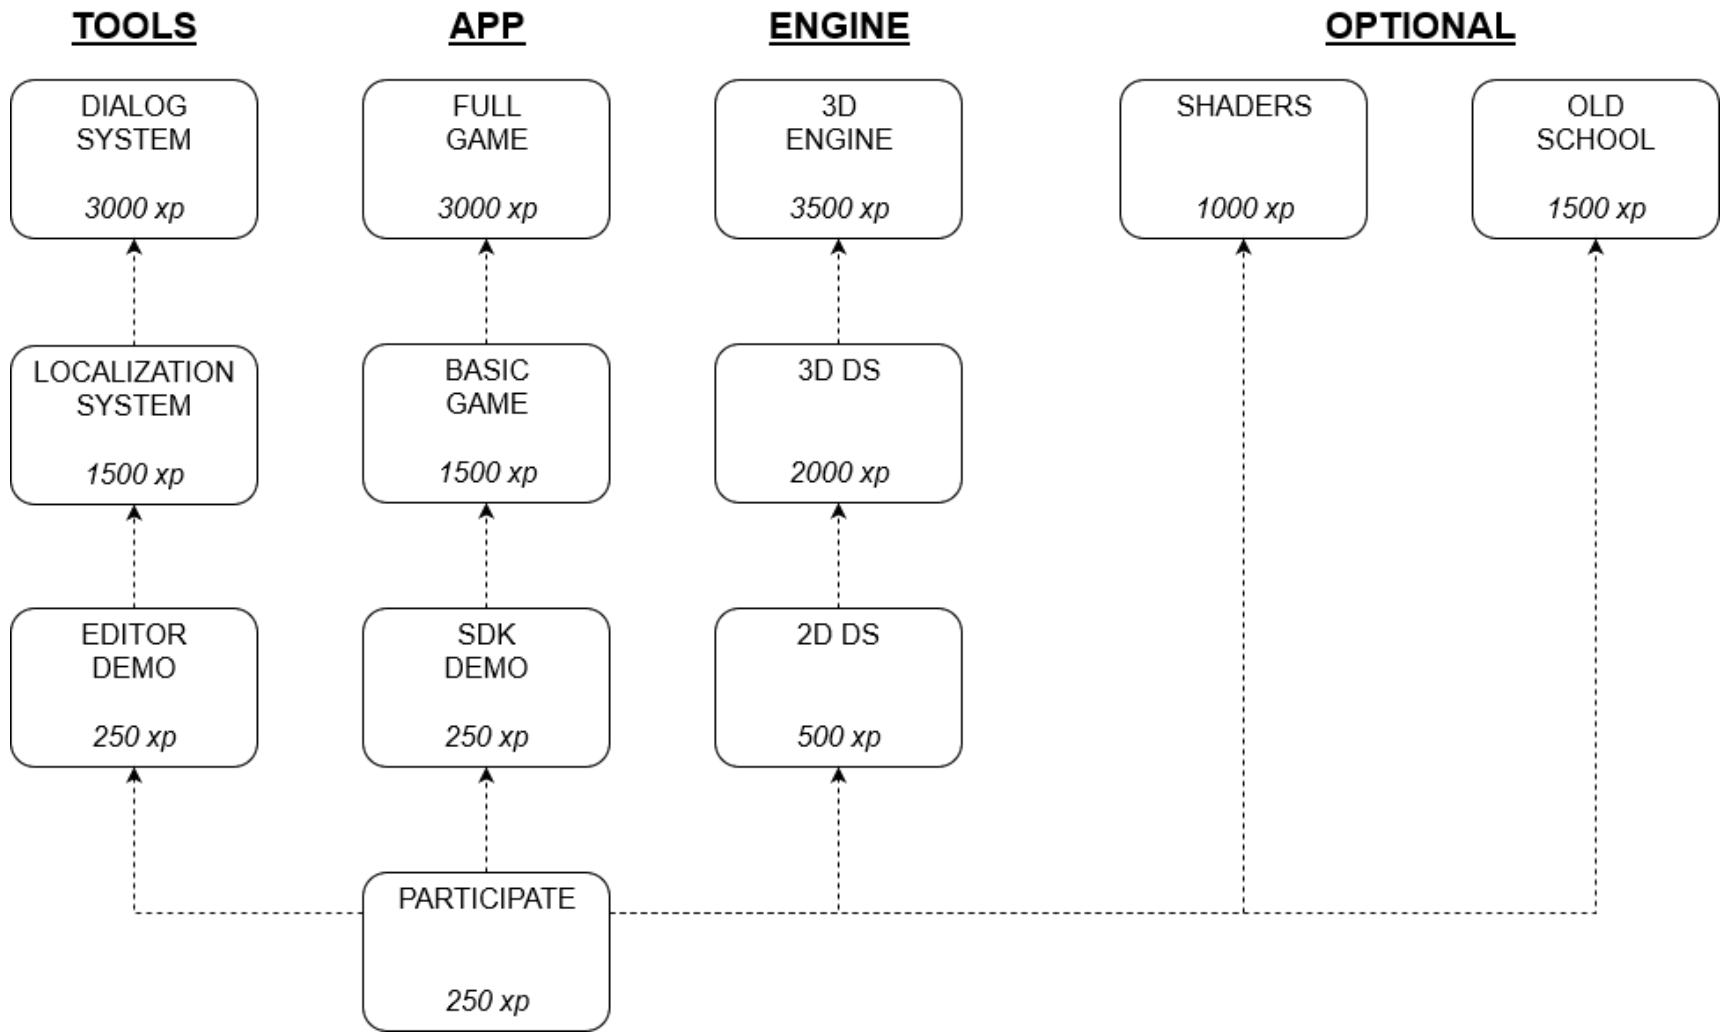 TOOLS
APP
ENGINE
OPTIONAL
DIALOG
SYSTEM
3000 xp
FULL
GAME
3000 xp
3D
ENGINE
3500 xp
SHADERS
1000 xp
OLD
SCHOOL
1500 xp
LOCALIZATION
SYSTEM
1500 xp
BASIC
GAME
1500 xp
3D DS
2000 xp
EDITOR
DEMO
250 xp
SDK
DEMO
250 xp
2D DS
500 xp
PARTICIPATE
250 xp